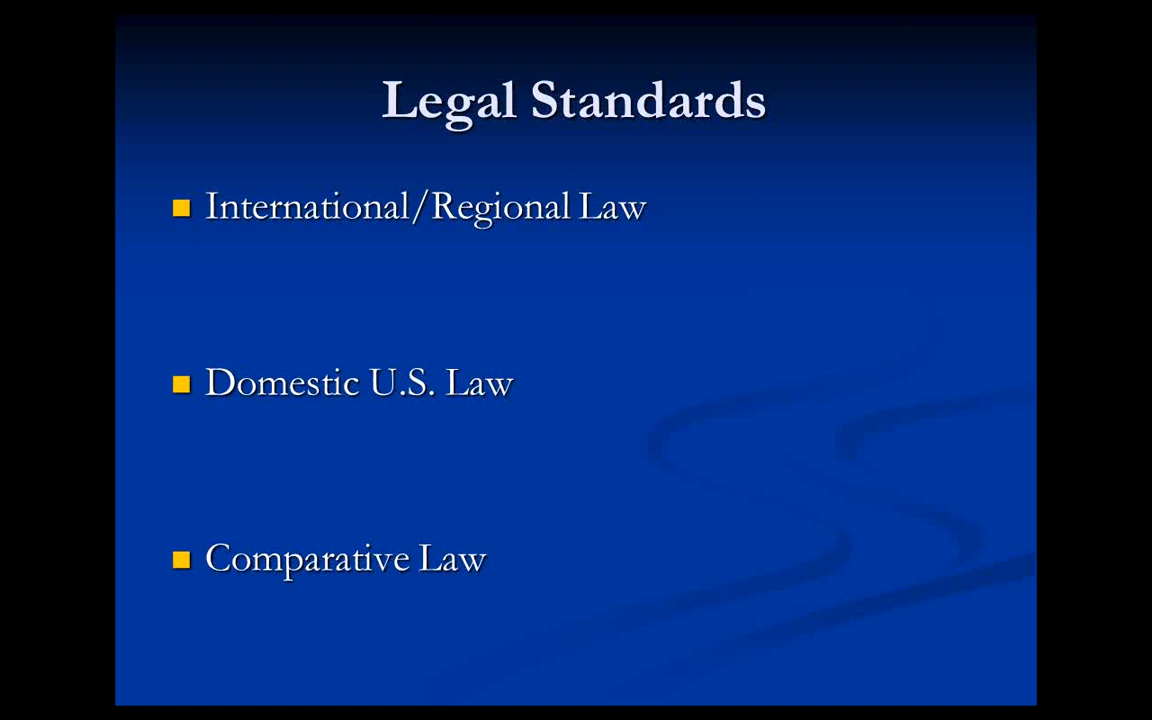 Legal Standards
International/Regional Law
Domestic U.S. Law
Comparative Law